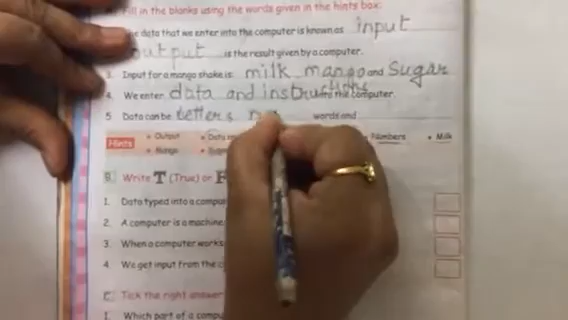 Fill in the blanks using the words given in the hints box:
data that we enter into the computer is known as input
output is the result given by a computer.
3. Input for a mango shake is: milk mango and Sugar
4. We enter data and instructions the computer.
5 Data can be letters words and
Hints • Output • Data • Numbers • Milk
• Mango
B. Write T (True) or F
1. Data typed into a
2. A computer is a machine
3. When a computer works
4. We get input from the
C. Tick the right answer
1. Which part of a